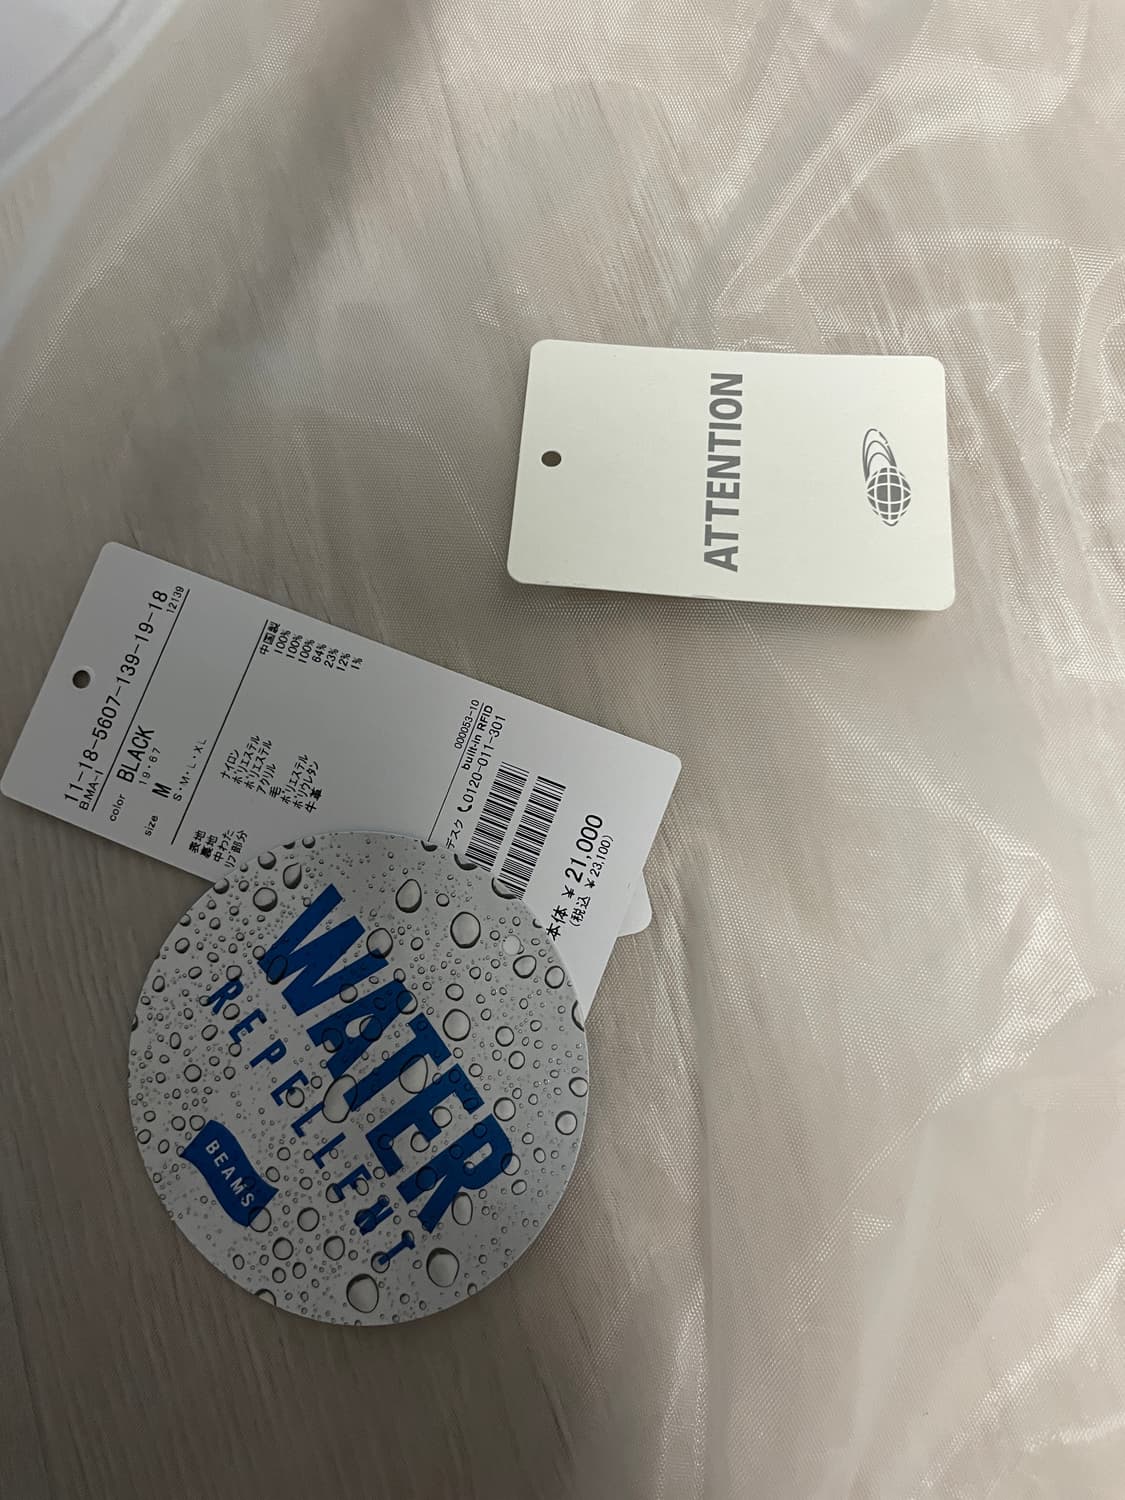 ATTENTION
11-18-5607-139-19-18
B.MA-1
12139
color
BLACK
19・67
size
M
S・M・L・XL
中国製
表地
ナイロン
100%
裏地
ポリエステル
100%
中わた
ポリエステル
100%
リブ部分
アクリル
64%
毛
23%
ポリエステル
12%
ポリウレタン
1%
牛革
000053-10
built-in RFID
デスク
0120-011-301
本体 ¥ 21,000
(税込 ¥ 23,100)
WATER
REPELLENT
BEAMS